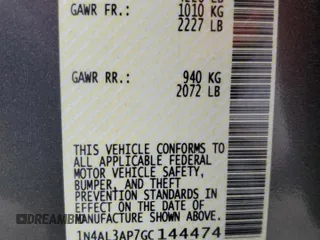 GAWR FR.: 1010 KG
2227 LB
GAWR RR.: 940 KG
2072 LB
THIS VEHICLE CONFORMS TO
ALL APPLICABLE FEDERAL
MOTOR VEHICLE SAFETY,
BUMPER, AND THEFT
PREVENTION STANDARDS IN
EFFECT ON THE DATE OF
MANUFACTURE SHOWN ABOVE.
1N4AL3AP7GC144474